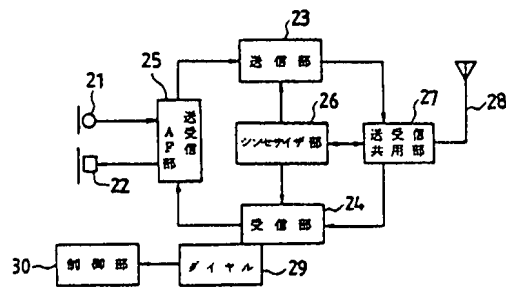 23
送信部
25
21
送受信
AF部
26
シンセサイザ部
27
送受信
共用部
28
22
24
受信部
30
制御部
ダイヤル
29